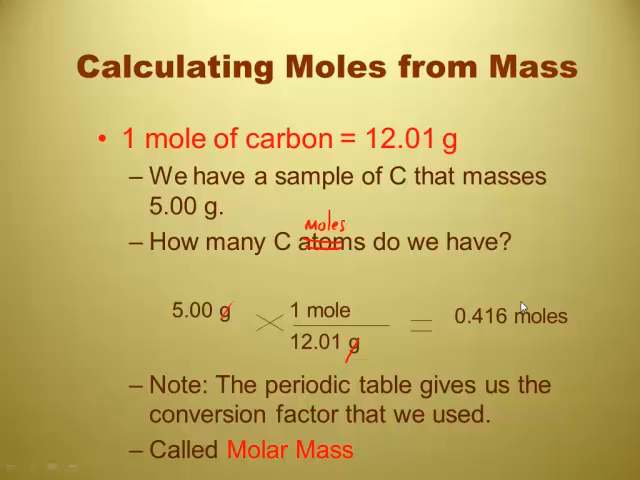 Calculating Moles from Mass
• 1 mole of carbon = 12.01 g
– We have a sample of C that masses
5.00 g.
Moles
– How many C atoms do we have?
5.00 g × 1 mole = 0.416 moles
12.01 g
– Note: The periodic table gives us the
conversion factor that we used.
– Called Molar Mass